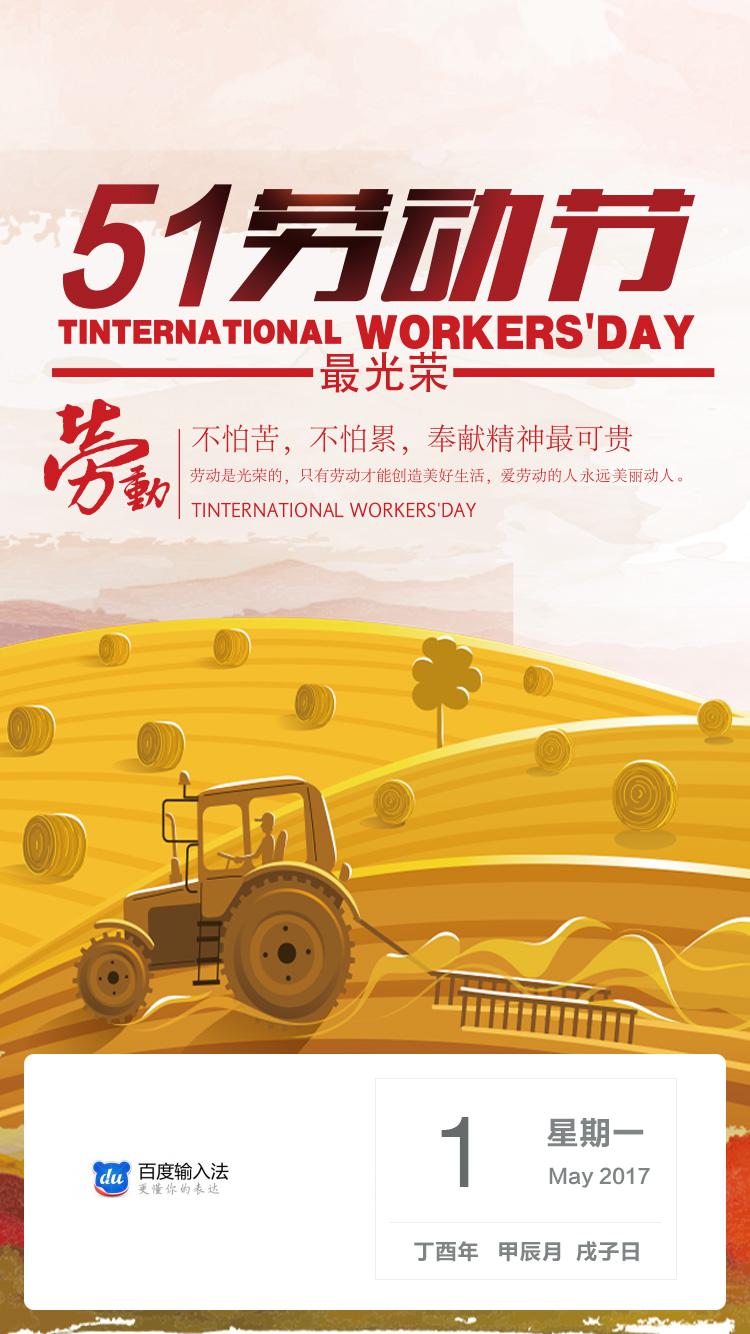 51劳动节
TINTERNATIONAL WORKERS'DAY
最光荣
勞動
不怕苦，不怕累，奉献精神最可贵
劳动是光荣的，只有劳动才能创造美好生活，爱劳动的人永远美丽动人。
TINTERNATIONAL WORKERS'DAY
du 百度输入法
更懂你的表达
1
星期一
May 2017
丁酉年 甲辰月 戌子日